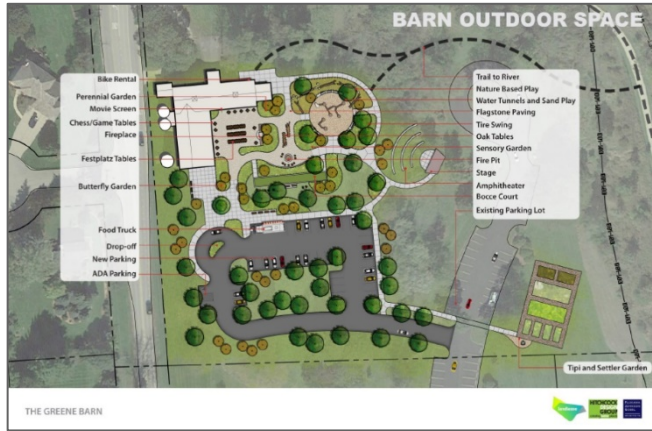 BARN OUTDOOR SPACE
Bike Rental
Perennial Garden
Movie Screen
Chess/Game Tables
Fireplace
Festplatz Tables
Butterfly Garden
Food Truck
Drop-off
New Parking
ADA Parking
Trail to River
Nature Based Play
Water Tunnels and Sand Play
Flagstone Paving
Tire Swing
Oak Tables
Sensory Garden
Fire Pit
Stage
Amphitheater
Bocce Court
Existing Parking Lot
Tipi and Settler Garden
THE GREENE BARN
HITCHCOCK
DESIGN
GROUP